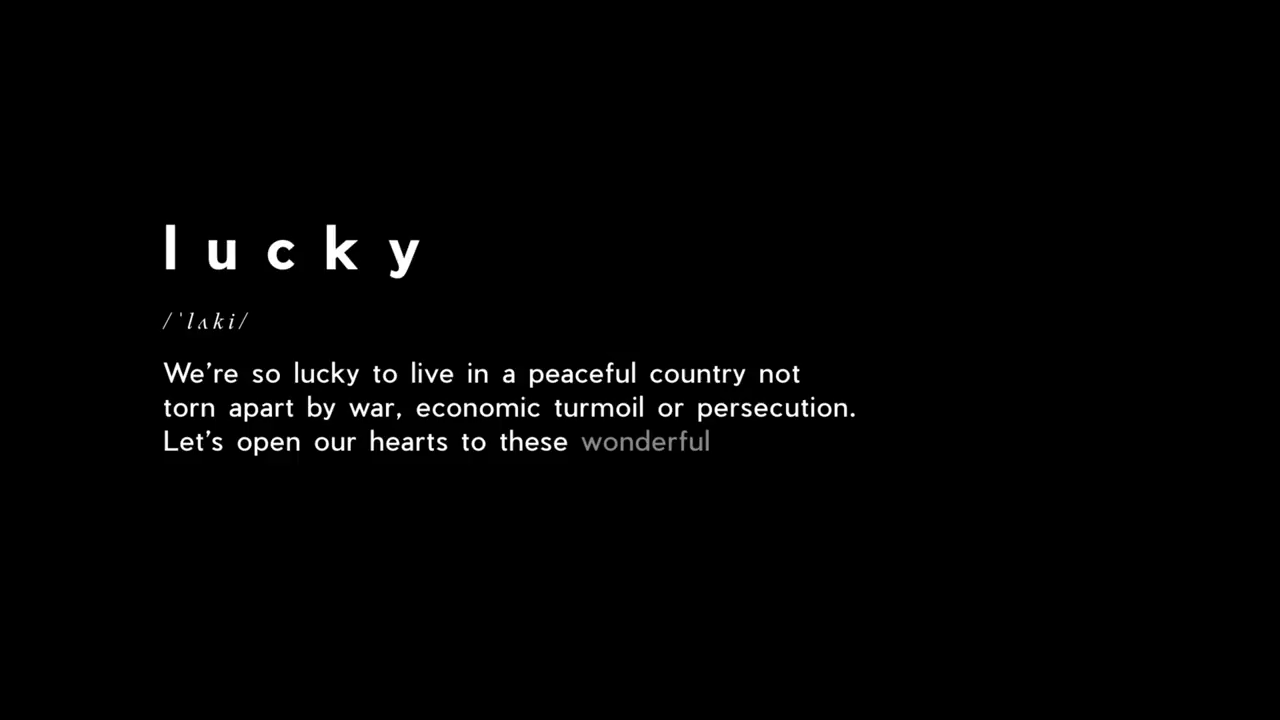 lucky
/ˈlʌki/
We’re so lucky to live in a peaceful country not
torn apart by war, economic turmoil or persecution.
Let’s open our hearts to these wonderful